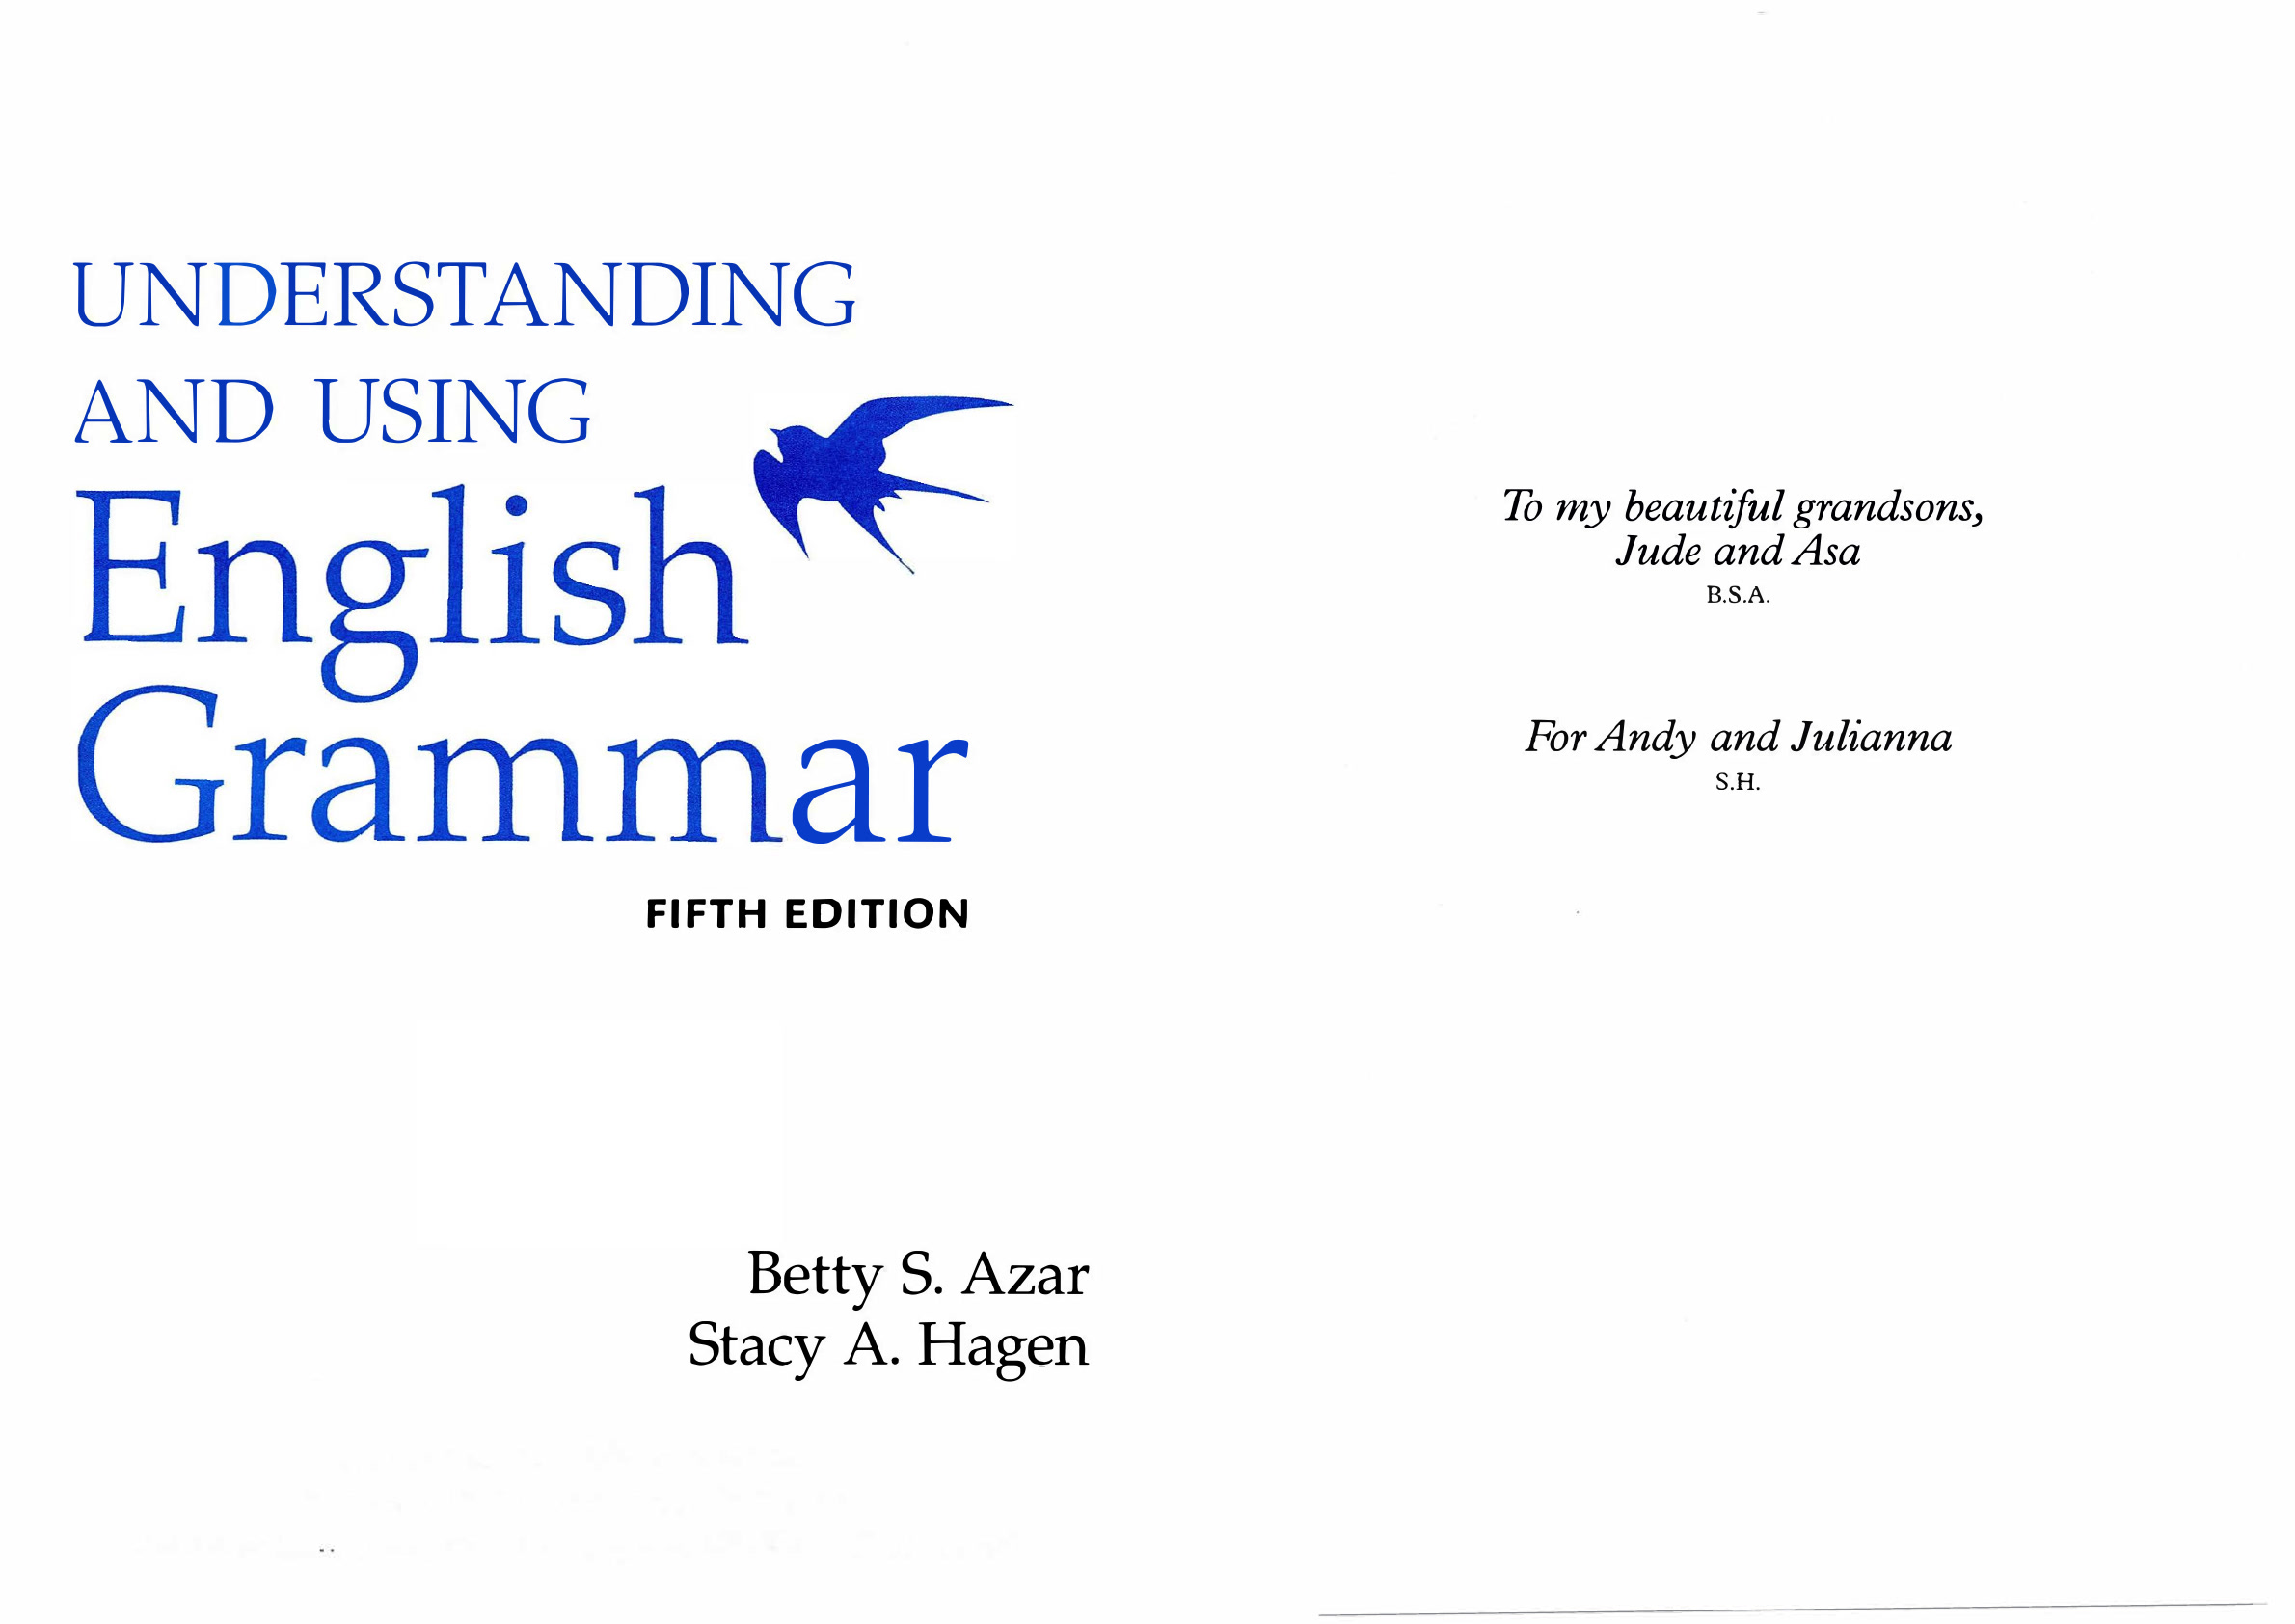 UNDERSTANDING
AND USING
English
Grammar
FIFTH EDITION
Betty S. Azar
Stacy A. Hagen
To my beautiful grandsons,
Jude and Asa
B.S.A.
For Andy and Julianna
S.H.